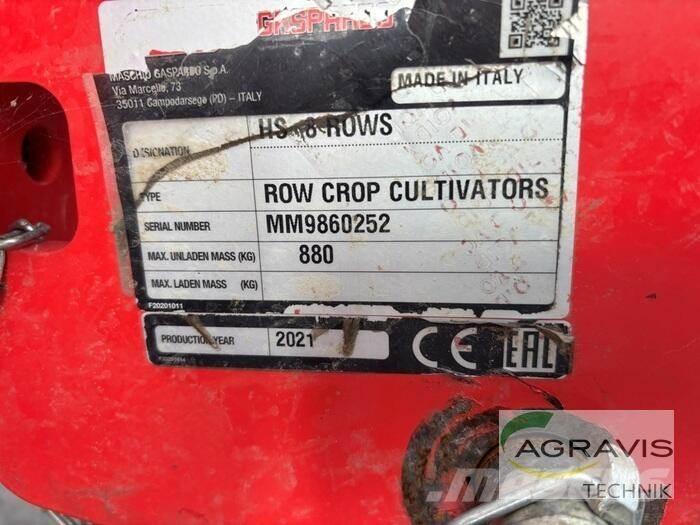 GASPARDO
MASCHIO GASPARDO S.p.A.
Via Marcello, 73
35011 Campodarsego (PD) – ITALY
MADE IN ITALY
DESIGNATION HS 8 ROWS
TYPE ROW CROP CULTIVATORS
SERIAL NUMBER MM9860252
MAX. UNLADEN MASS (KG) 880
MAX. LADEN MASS (KG)
F20201011
PRODUCTION YEAR 2021
CE EAC
AGRAVIS
TECHNIK